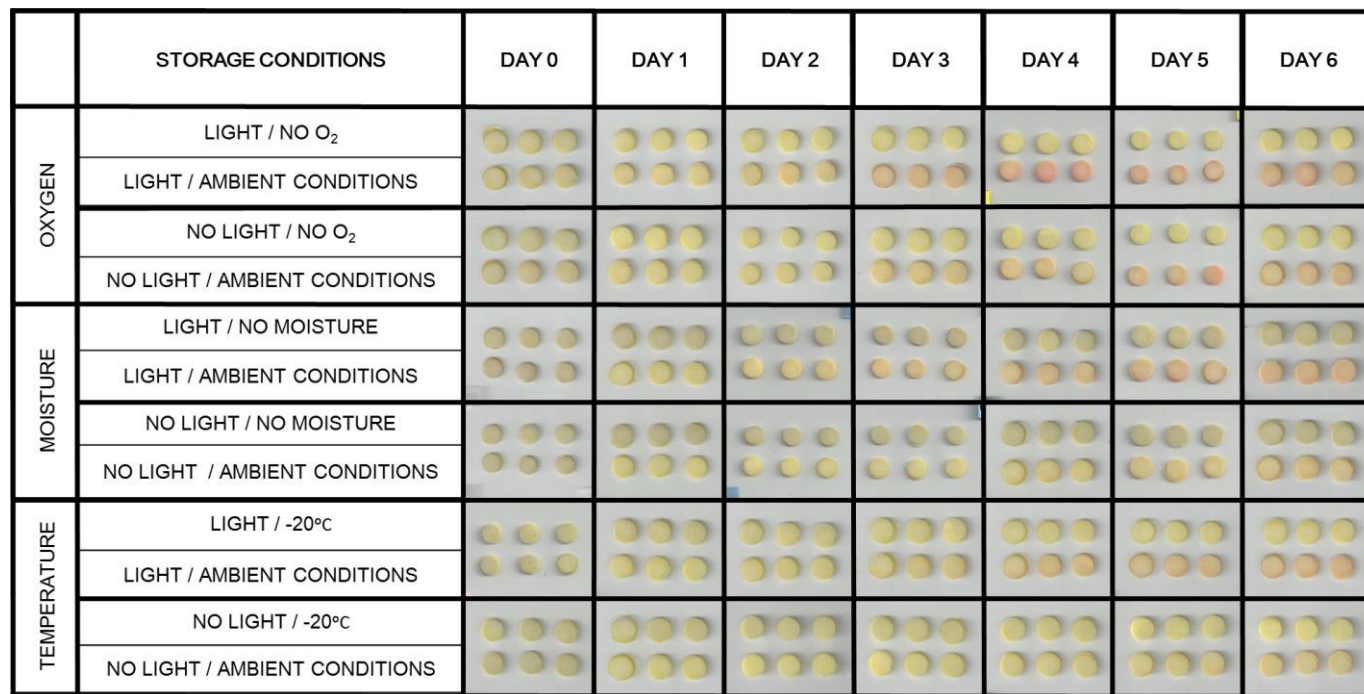 STORAGE CONDITIONS DAY 0 DAY 1 DAY 2 DAY 3 DAY 4 DAY 5 DAY 6
OXYGEN
LIGHT / NO O₂
LIGHT / AMBIENT CONDITIONS
NO LIGHT / NO O₂
NO LIGHT / AMBIENT CONDITIONS
MOISTURE
LIGHT / NO MOISTURE
LIGHT / AMBIENT CONDITIONS
NO LIGHT / NO MOISTURE
NO LIGHT / AMBIENT CONDITIONS
TEMPERATURE
LIGHT / -20°C
LIGHT / AMBIENT CONDITIONS
NO LIGHT / -20°C
NO LIGHT / AMBIENT CONDITIONS